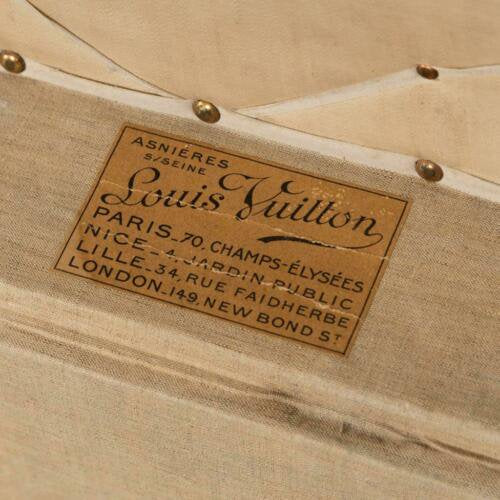 ASNIÈRES
S/SEINE
Louis Vuitton
PARIS_70, CHAMPS-ÉLYSÉES
NICE_4, JARDIN PUBLIC
LILLE_34, RUE FAIDHERBE
LONDON_149, NEW BOND ST